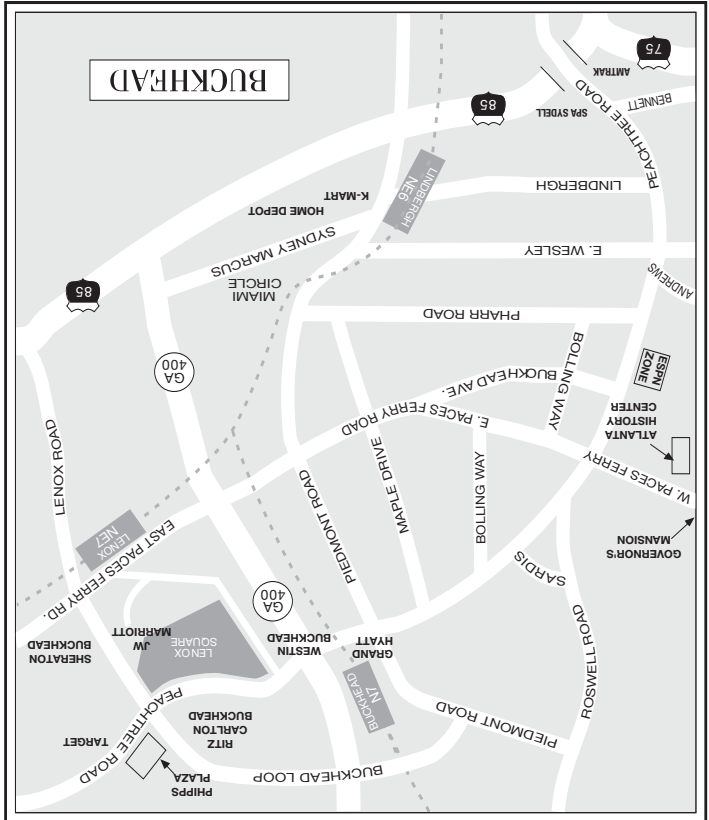 PHIPPS
PLAZA
BUCKHEAD LOOP
TARGET
PEACHTREE ROAD
RITZ
CARLTON
BUCKHEAD
PIEDMONT ROAD
BUCKHEAD
N7
ROSWELL ROAD
GRAND
HYATT
WESTIN
BUCKHEAD
LENOX
SQUARE
JW
MARRIOTT
SHERATON
BUCKHEAD
GA
400
SARDIS
EAST PACES FERRY RD.
GOVERNOR'S
MANSION
LENOX
NE7
PIEDMONT ROAD
BOLLING WAY
MAPLE DRIVE
W. PACES FERRY
LENOX ROAD
ATLANTA
HISTORY
CENTER
E. PACES FERRY ROAD
BUCKHEAD AVE.
BOLLING WAY
ESPN
ZONE
GA
400
PHARR ROAD
85
MIAMI
CIRCLE
ANDREWS
E. WESLEY
SYDNEY MARCUS
HOME DEPOT
K-MART
LINDBERGH
LINDBERGH
NE6
PEACHTREE ROAD
SPA SYDELL
BENNETT
85
AMTRAK
75
BUCKHEAD